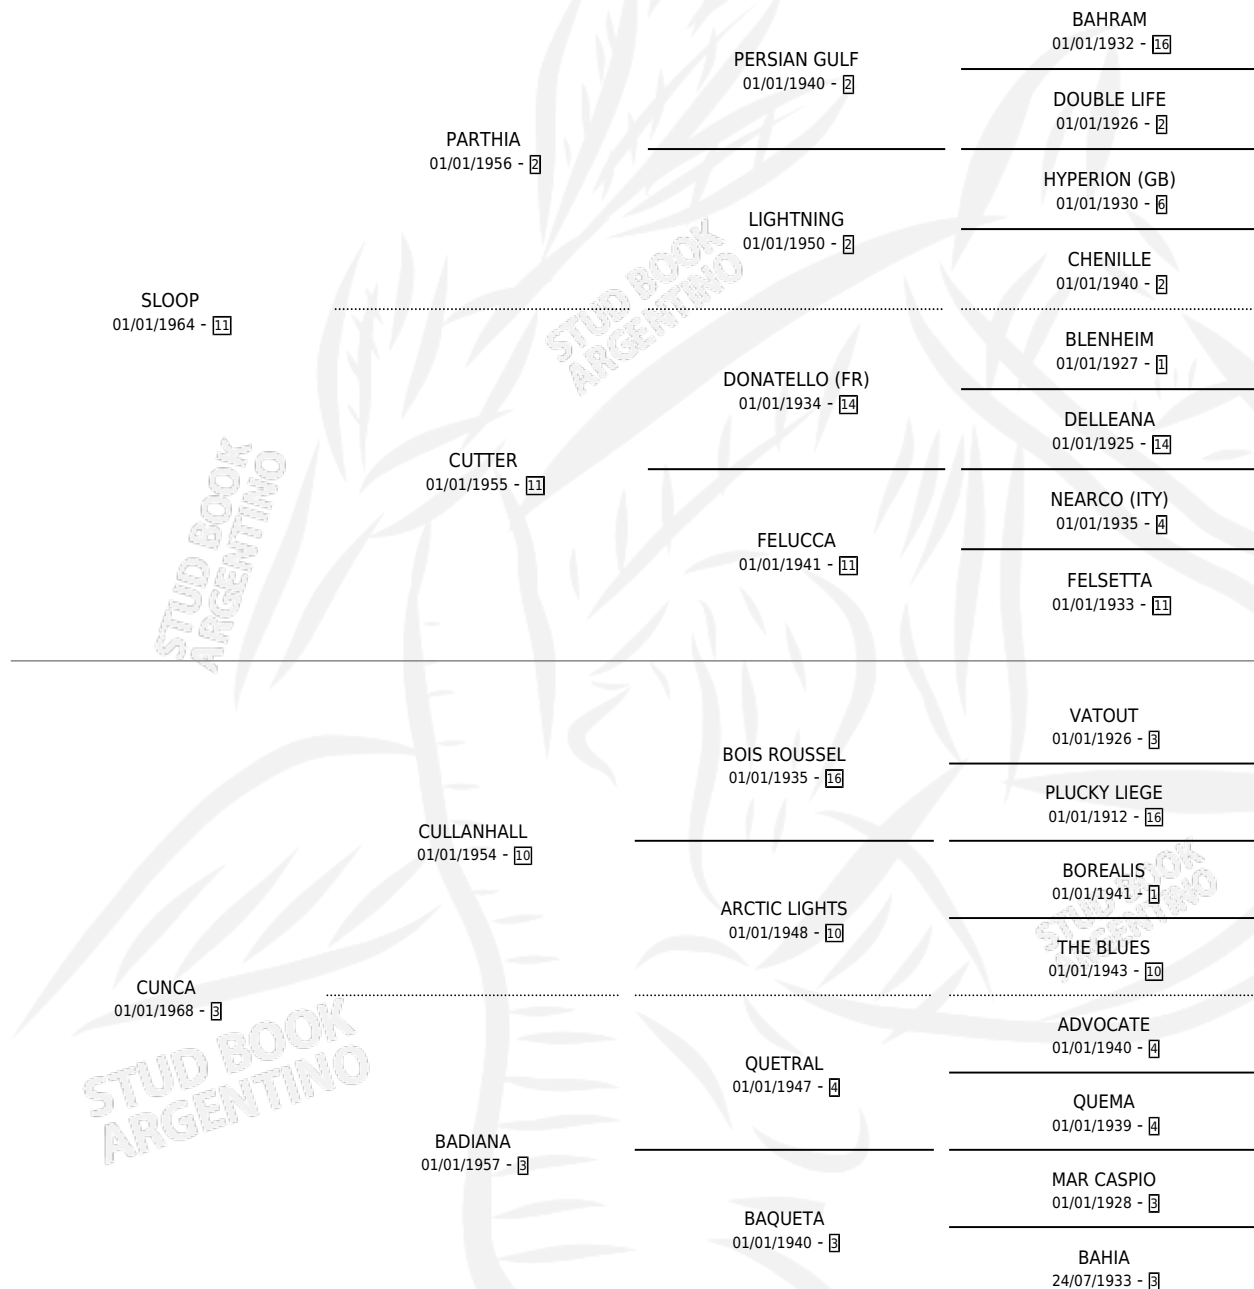 SLOOP
01/01/1964 - 11
PARTHIA
01/01/1956 - 2
PERSIAN GULF
01/01/1940 - 2
BAHRAM
01/01/1932 - 16
DOUBLE LIFE
01/01/1926 - 2
LIGHTNING
01/01/1950 - 2
HYPERION (GB)
01/01/1930 - 6
CHENILLE
01/01/1940 - 2
CUTTER
01/01/1955 - 11
DONATELLO (FR)
01/01/1934 - 14
BLENHEIM
01/01/1927 - 1
DELLEANA
01/01/1925 - 14
FELUCCA
01/01/1941 - 11
NEARCO (ITY)
01/01/1935 - 4
FELSETTA
01/01/1933 - 11
CUNCA
01/01/1968 - 3
CULLANHALL
01/01/1954 - 10
BOIS ROUSSEL
01/01/1935 - 16
VATOUT
01/01/1926 - 3
PLUCKY LIEGE
01/01/1912 - 16
ARCTIC LIGHTS
01/01/1948 - 10
BOREALIS
01/01/1941 - 1
THE BLUES
01/01/1943 - 10
BADIANA
01/01/1957 - 3
QUETRAL
01/01/1947 - 4
ADVOCATE
01/01/1940 - 4
QUEMA
01/01/1939 - 4
BAQUETA
01/01/1940 - 3
MAR CASPIO
01/01/1928 - 3
BAHIA
24/07/1933 - 3
STUD BOOK
ARGENTINO
STUD BOOK
ARGENTINO
STUD BOOK
ARGENTINO
STUD BOOK
ARGENTINO